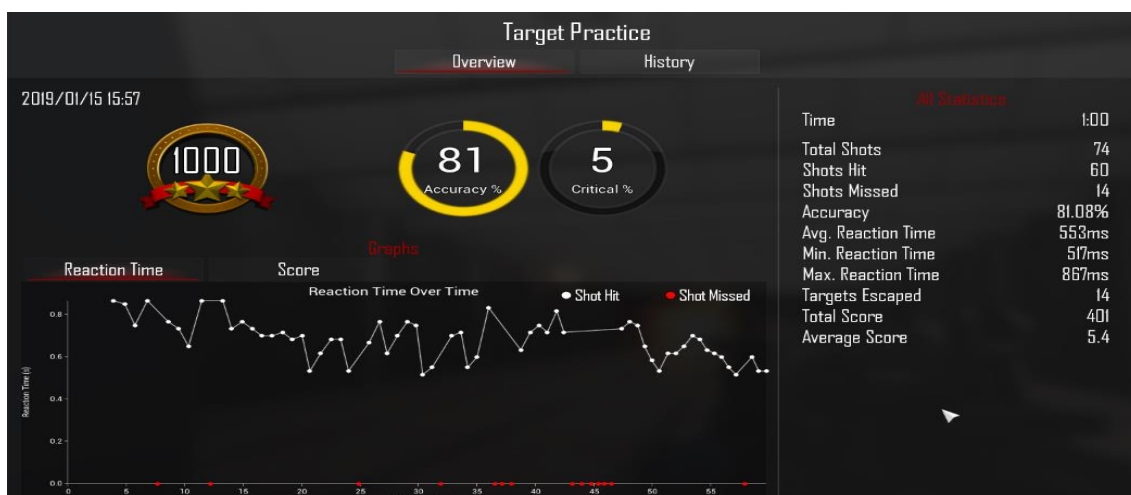 Target Practice
Overview History
2019/01/15 15:57
1000
81
Accuracy %
5
Critical %
All Statistics
Time 1:00
Total Shots 74
Shots Hit 60
Shots Missed 14
Accuracy 81.08%
Avg. Reaction Time 553ms
Min. Reaction Time 517ms
Max. Reaction Time 867ms
Targets Escaped 14
Total Score 401
Average Score 5.4
Graphs
Reaction Time Score
Reaction Time Over Time
Shot Hit Shot Missed
Reaction Time (s)
0.8
0.6
0.4
0.2
0.0
0 5 10 15 20 25 30 35 40 45 50 55